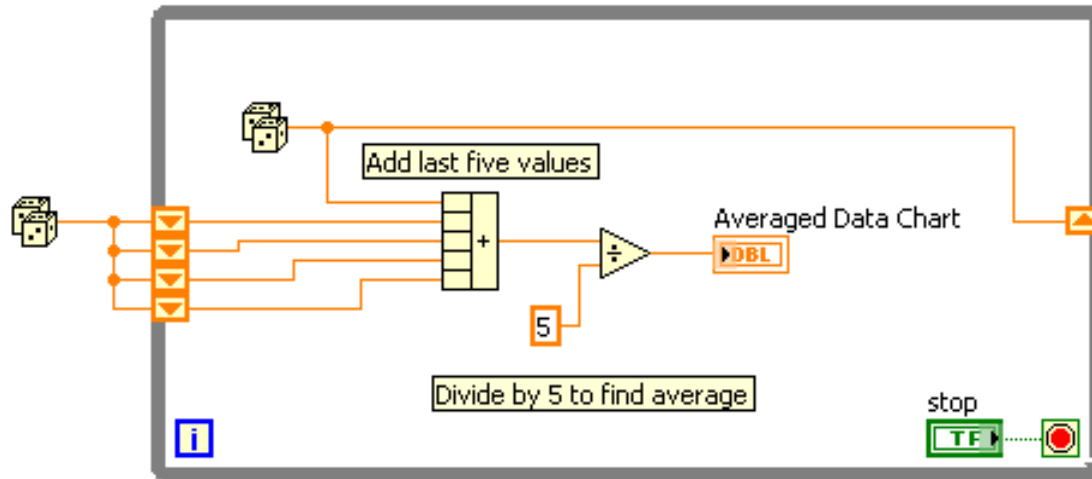 Add last five values
Averaged Data Chart
+
÷
DBL
5
Divide by 5 to find average
stop
i
TF